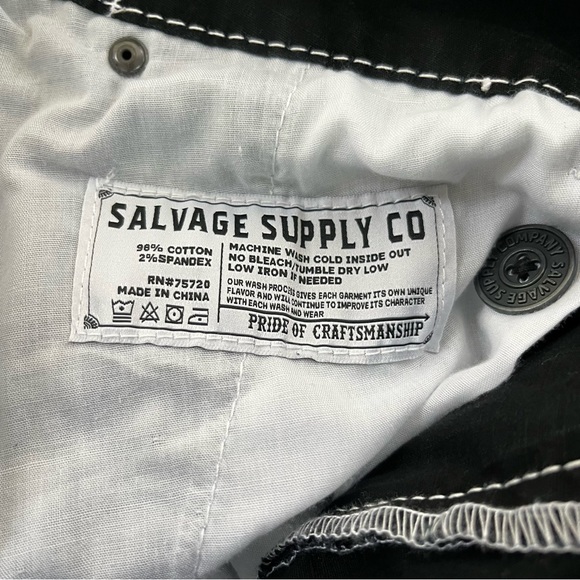 SALVAGE SUPPLY CO
98% COTTON
2% SPANDEX
RN#75720
MADE IN CHINA
MACHINE WASH COLD INSIDE OUT
NO BLEACH/TUMBLE DRY LOW
LOW IRON IF NEEDED
OUR WASH PROCESS GIVES EACH GARMENT ITS OWN UNIQUE
FLAVOR AND WILL CONTINUE TO IMPROVE ITS CHARACTER
WITH EACH WASH AND WEAR
PRIDE OF CRAFTSMANSHIP
SALVAGE SUPPLY COMPANY